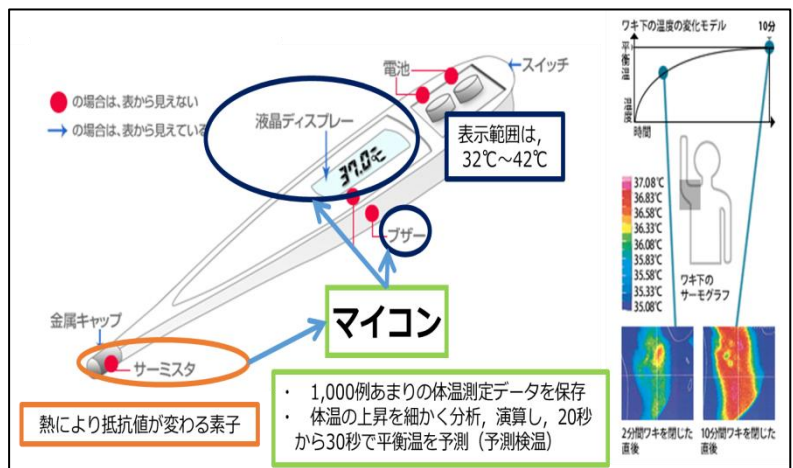 ● の場合は、表から見えない
→ の場合は、表から見えている
液晶ディスプレー
37.0℃
電池
スイッチ
表示範囲は，
32℃～42℃
ブザー
マイコン
金属キャップ
サーミスタ
熱により抵抗値が変わる素子
・ 1,000例あまりの体温測定データを保存
・ 体温の上昇を細かく分析，演算し，20秒
から30秒で平衡温を予測（予測検温）
ワキ下の温度の変化モデル
10分
平衡温
温度
時間
37.08℃
36.83℃
36.58℃
36.33℃
36.08℃
35.83℃
35.58℃
35.33℃
35.08℃
ワキ下の
サーモグラフ
2分間ワキを閉じた
直後
10分間ワキを閉じた
直後